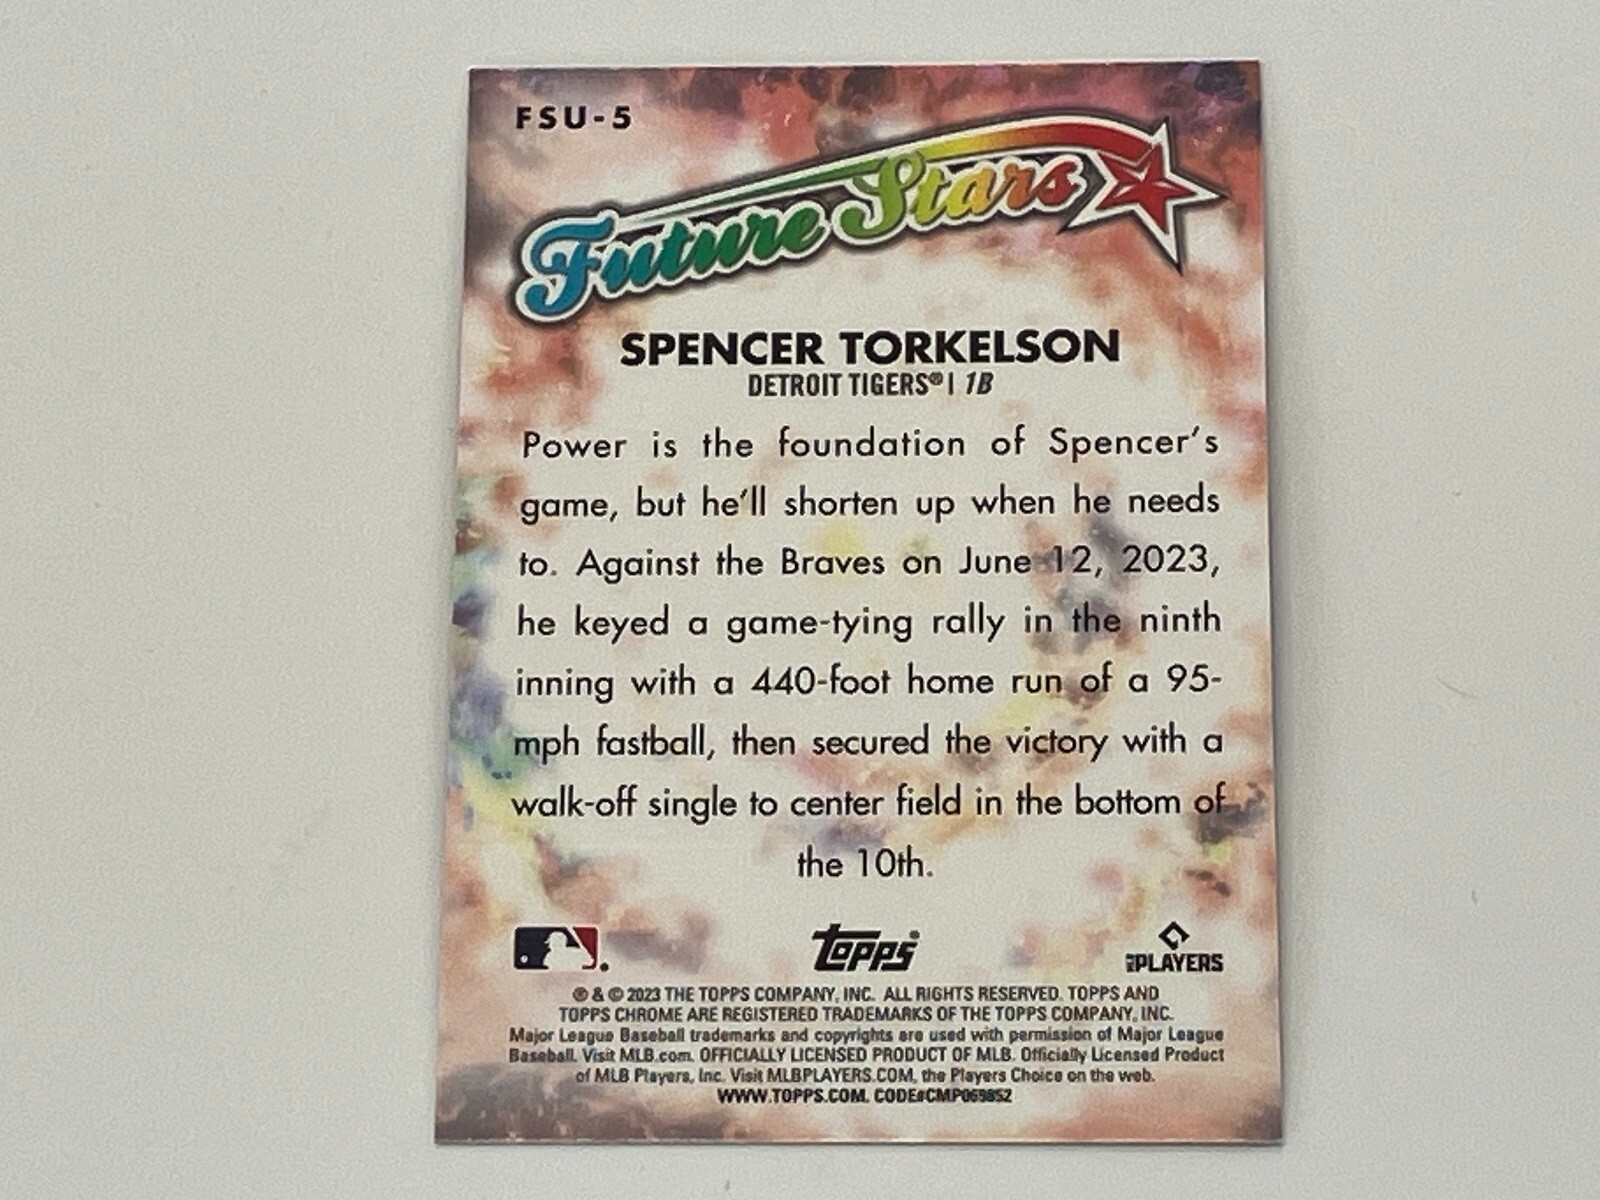 FSU-5
Future Stars
SPENCER TORKELSON
DETROIT TIGERS® | 1B
Power is the foundation of Spencer's
game, but he'll shorten up when he needs
to. Against the Braves on June 12, 2023,
he keyed a game-tying rally in the ninth
inning with a 440-foot home run of a 95-
mph fastball, then secured the victory with a
walk-off single to center field in the bottom of
the 10th.
topps®
PLAYERS
® & © 2023 THE TOPPS COMPANY, INC. ALL RIGHTS RESERVED. TOPPS AND
TOPPS CHROME ARE REGISTERED TRADEMARKS OF THE TOPPS COMPANY, INC.
Major League Baseball trademarks and copyrights are used with permission of Major League
Baseball. Visit MLB.com. OFFICIALLY LICENSED PRODUCT OF MLB. Officially Licensed Product
of MLB Players, Inc. Visit MLBPLAYERS.COM, the Players Choice on the web.
WWW.TOPPS.COM. CODE#CMP069852